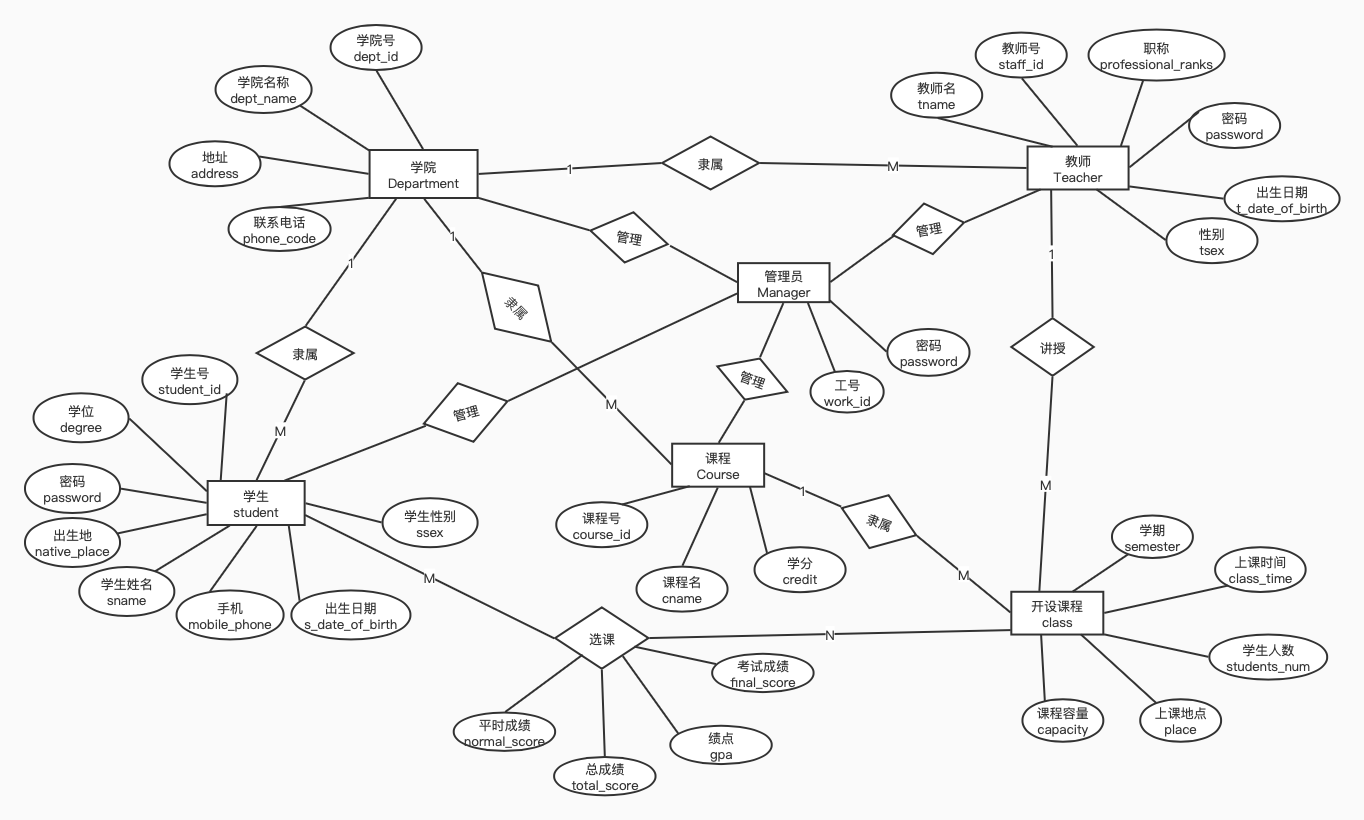 学院号
dept_id
教师号
staff_id
职称
professional_ranks
学院名称
dept_name
教师名
tname
密码
password
地址
address
学院
Department
1
隶属
M
教师
Teacher
出生日期
t_date_of_birth
联系电话
phone_code
1
管理
管理
性别
tsex
1
1
管理员
Manager
隶属
隶属
讲授
密码
password
学生号
student_id
管理
工号
work_id
学位
degree
M
管理
M
课程
Course
密码
password
学生
student
1
M
学生性别
ssex
课程号
course_id
隶属
出生地
native_place
学期
semester
学生姓名
sname
M
课程名
cname
学分
credit
M
上课时间
class_time
手机
mobile_phone
出生日期
s_date_of_birth
开设课程
class
选课
N
学生人数
students_num
考试成绩
final_score
平时成绩
normal_score
绩点
gpa
课程容量
capacity
上课地点
place
总成绩
total_score